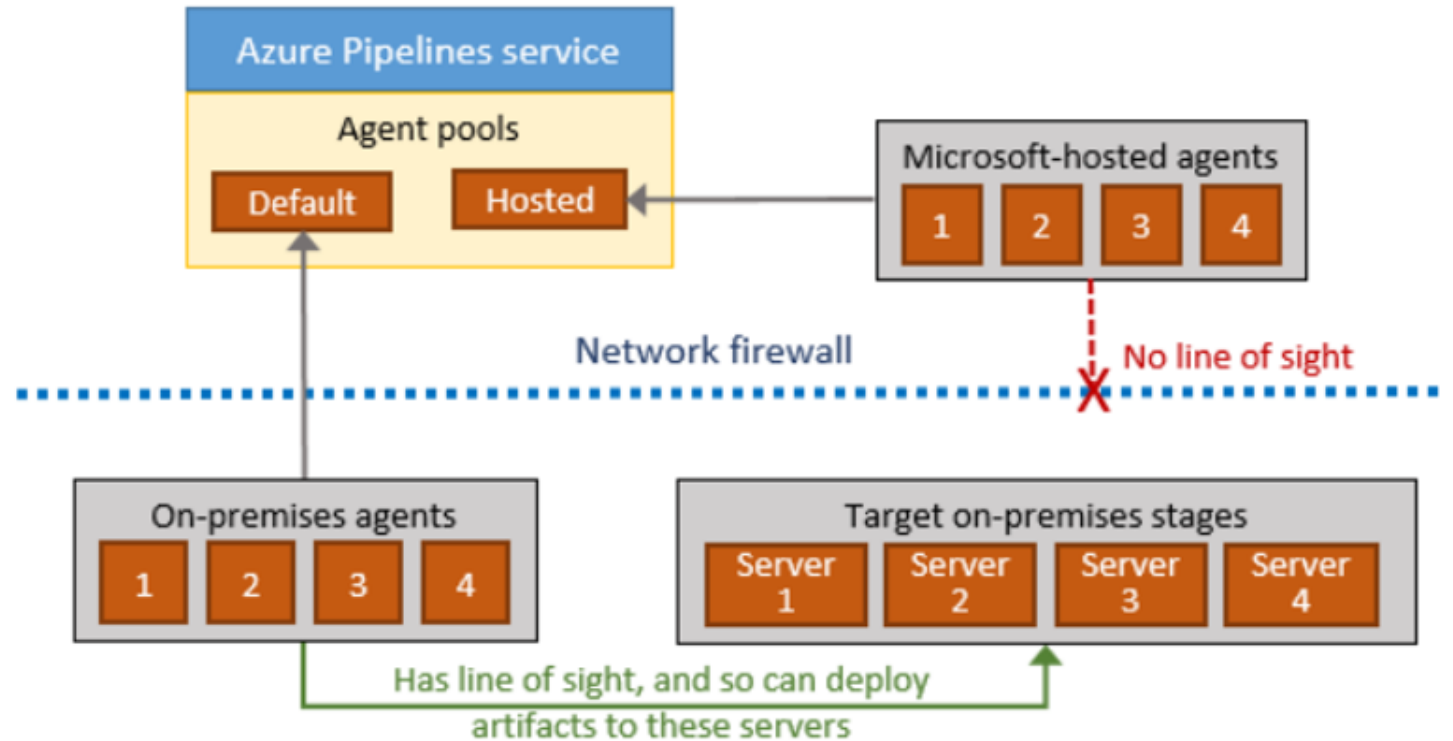 Azure Pipelines service
Agent pools
Default
Hosted
Microsoft-hosted agents
1
2
3
4
Network firewall
No line of sight
X
On-premises agents
1
2
3
4
Target on-premises stages
Server
1
Server
2
Server
3
Server
4
Has line of sight, and so can deploy
artifacts to these servers